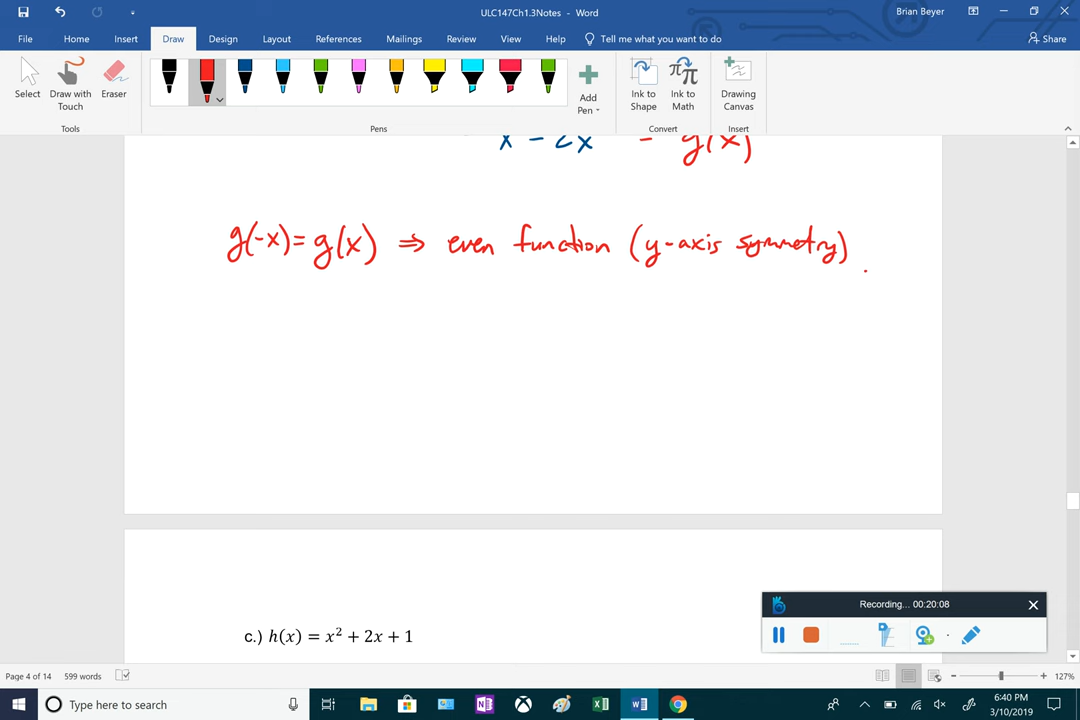 ULC147Ch1.3Notes - Word
Brian Beyer
File Home Insert Draw Design Layout References Mailings Review View Help Tell me what you want to do Share
Select Draw with Touch Eraser Add Pen Ink to Shape Ink to Math Drawing Canvas
Tools Pens Convert Insert
g(-x)=g(x) ⇒ even function (y-axis symmetry)
Recording... 00:20:08
c.) h(x) = x² + 2x + 1
Page 4 of 14 599 words 127%
Type here to search
6:40 PM
3/10/2019